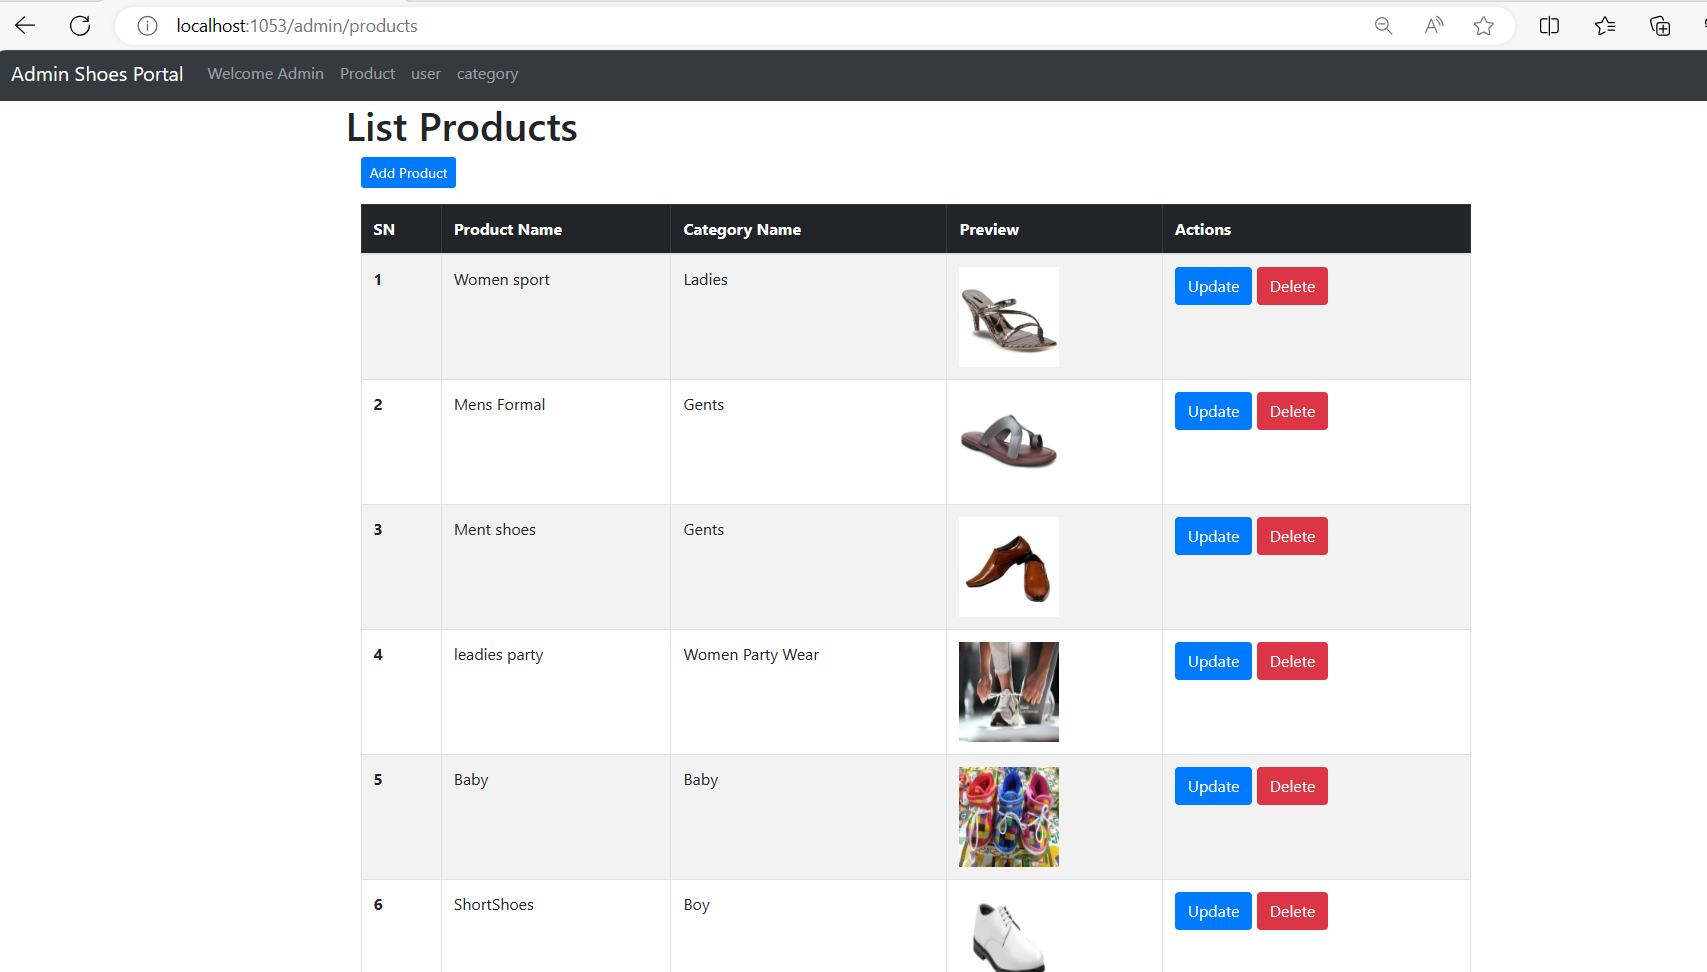 localhost:1053/admin/products
Admin Shoes Portal Welcome Admin Product user category
List Products
Add Product
SN Product Name Category Name Preview Actions
1 Women sport Ladies Update Delete
2 Mens Formal Gents Update Delete
3 Ment shoes Gents Update Delete
4 leadies party Women Party Wear Update Delete
5 Baby Baby Update Delete
6 ShortShoes Boy Update Delete